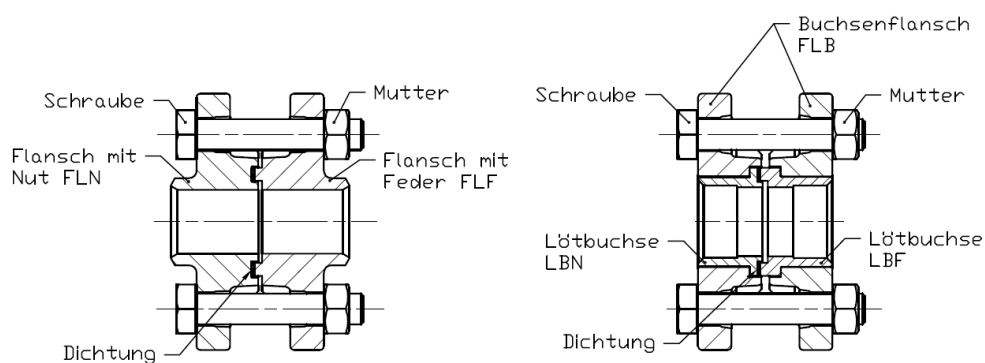 Schraube
Mutter
Flansch mit
Nut FLN
Flansch mit
Feder FLF
Dichtung
Buchsenflansch
FLB
Schraube
Mutter
Lötbuchse
LBN
Lötbuchse
LBF
Dichtung